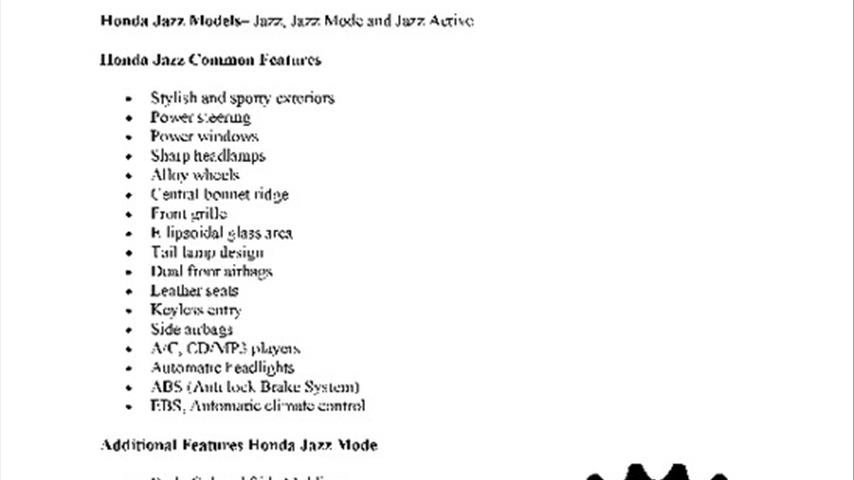 Honda Jazz Models– Jazz, Jazz Mode and Jazz Active
Honda Jazz Common Features
• Stylish and sporty exteriors
• Power steering
• Power windows
• Sharp headlamps
• Alloy wheels
• Central bonnet ridge
• Front grille
• Ellipsoidal glass area
• Tail lamp design
• Dual front airbags
• Leather seats
• Keyless entry
• Side airbags
• A/C, CD/MP3 players
• Automatic headlights
• ABS (Anti lock Brake System)
• EBS, Automatic climate control
Additional Features Honda Jazz Mode